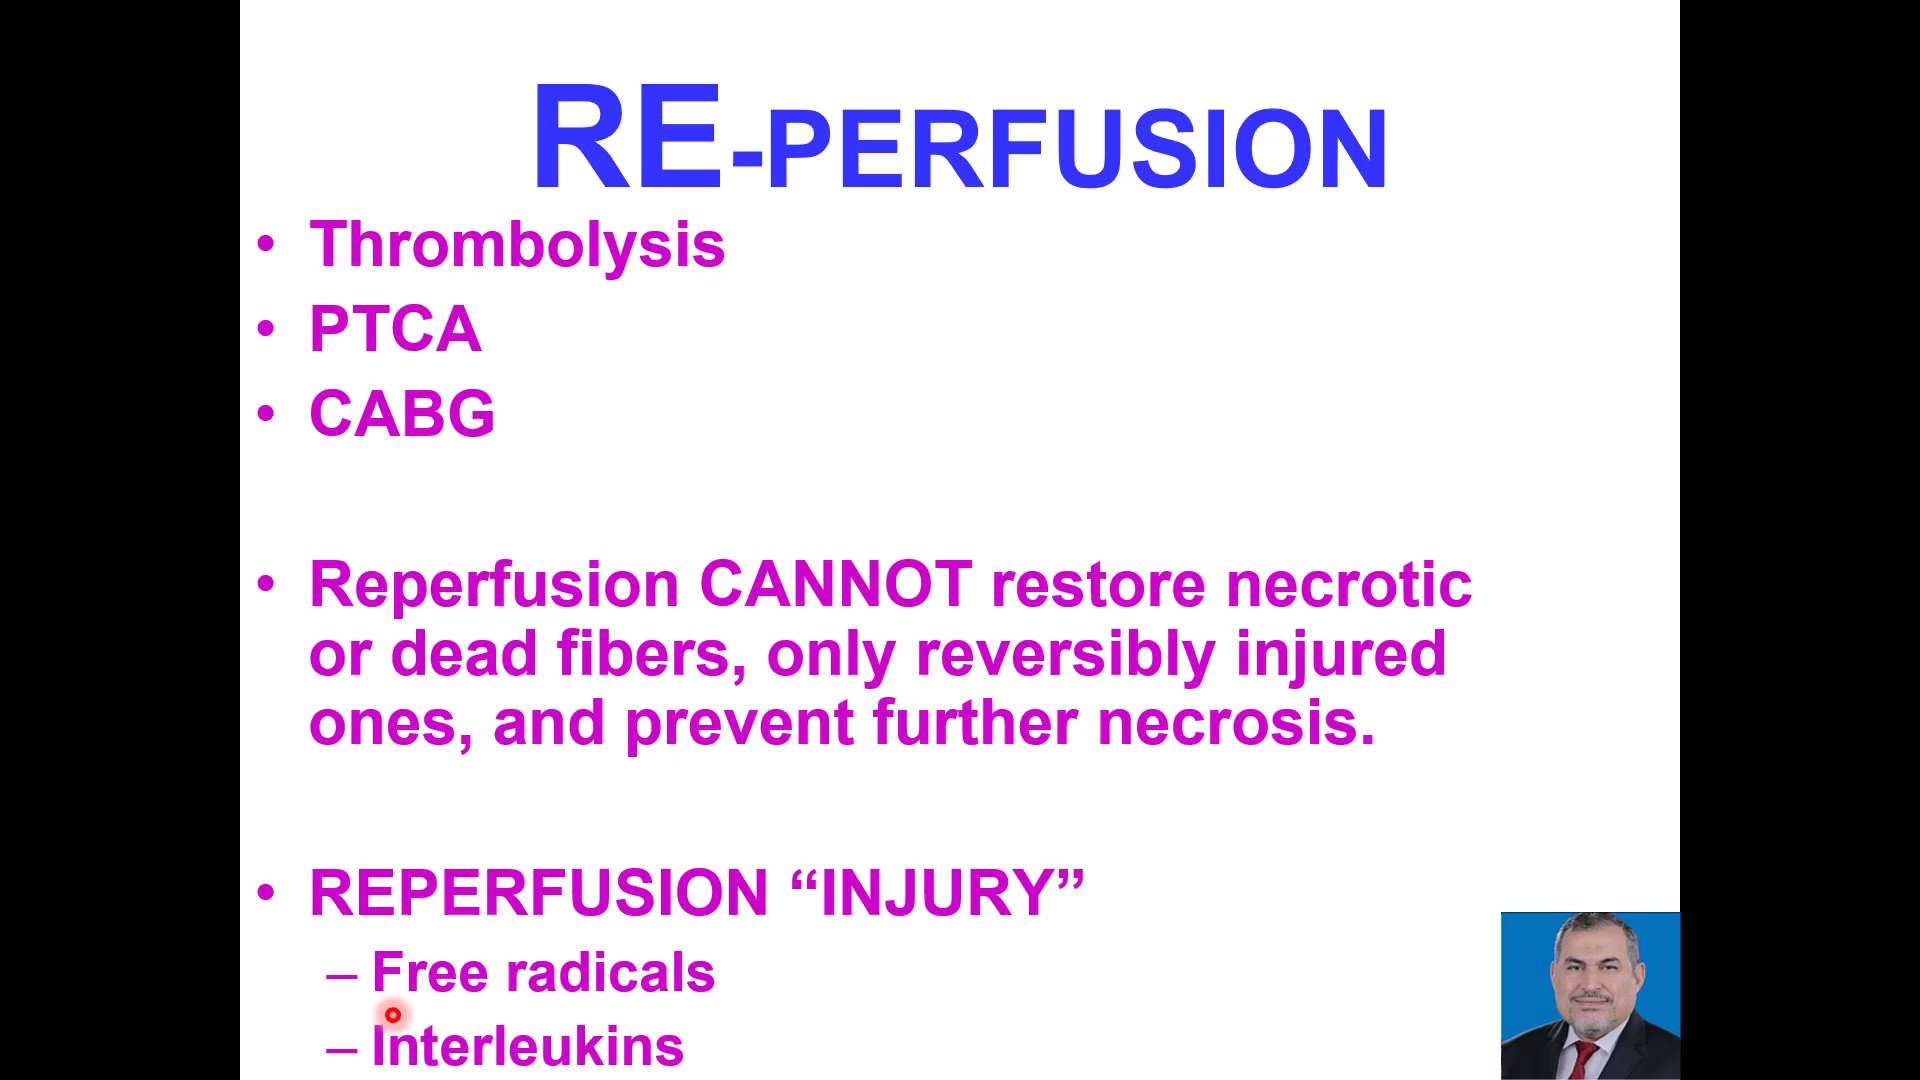 RE-PERFUSION
• Thrombolysis
• PTCA
• CABG
• Reperfusion CANNOT restore necrotic
or dead fibers, only reversibly injured
ones, and prevent further necrosis.
• REPERFUSION “INJURY”
– Free radicals
– Interleukins